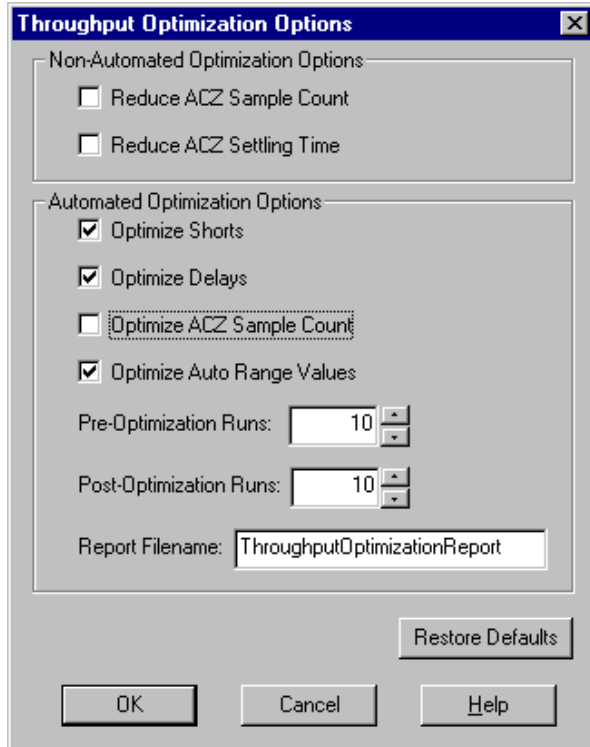 Throughput Optimization Options
Non-Automated Optimization Options
Reduce ACZ Sample Count
Reduce ACZ Settling Time
Automated Optimization Options
Optimize Shorts
Optimize Delays
Optimize ACZ Sample Count
Optimize Auto Range Values
Pre-Optimization Runs: 10
Post-Optimization Runs: 10
Report Filename: ThroughputOptimizationReport
Restore Defaults
OK Cancel Help